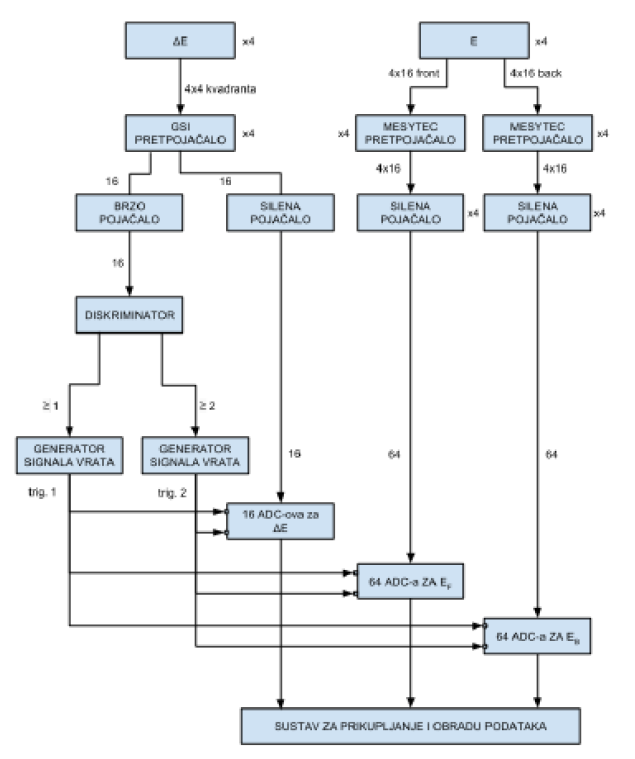 ΔE
x4
E
x4
4x16 front
4x16 back
4x4 kvadranta
GSI
PRETPOJAČALO
x4
x4
MESYTEC
PRETPOJAČALO
MESYTEC
PRETPOJAČALO
x4
4x16
4x16
16
16
BRZO
POJAČALO
SILENA
POJAČALO
SILENA
POJAČALO
x4
SILENA
POJAČALO
x4
16
DISKRIMINATOR
≥ 1
≥ 2
GENERATOR
SIGNALA VRATA
GENERATOR
SIGNALA VRATA
16
64
64
trig. 1
trig. 2
16 ADC-ova za
ΔE
64 ADC-a ZA E_F
64 ADC-a ZA E_B
SUSTAV ZA PRIKUPLJANJE I OBRADU PODATAKA